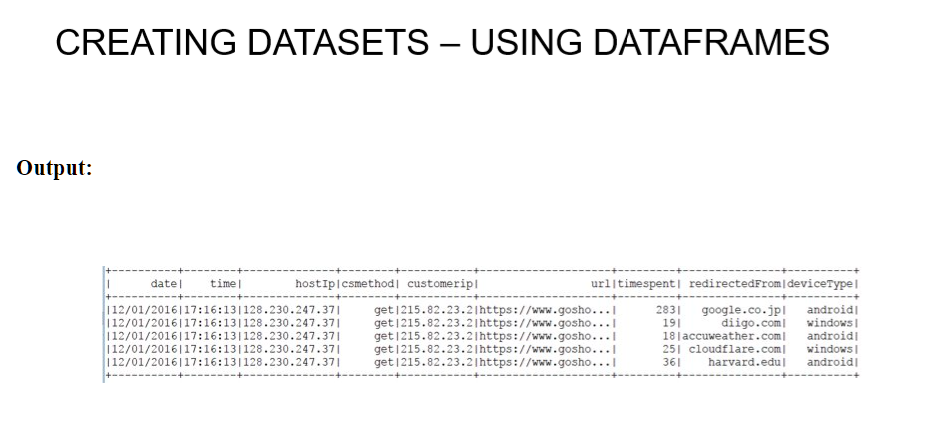 CREATING DATASETS – USING DATAFRAMES
Output:
+----------+--------+--------------+--------+-----------+--------------------+---------+---------------+----------+
|      date|    time|        hostIp|csmethod| customerip|                 url|timespent| redirectedFrom|deviceType|
+----------+--------+--------------+--------+-----------+--------------------+---------+---------------+----------+
|12/01/2016|17:16:13|128.230.247.37|     get|215.82.23.2|https://www.gosho...|      283|   google.co.jp|   android|
|12/01/2016|17:16:13|128.230.247.37|     get|215.82.23.2|https://www.gosho...|       19|      diigo.com|   windows|
|12/01/2016|17:16:13|128.230.247.37|     get|215.82.23.2|https://www.gosho...|       18|accuweather.com|   android|
|12/01/2016|17:16:13|128.230.247.37|     get|215.82.23.2|https://www.gosho...|       25| cloudflare.com|   windows|
|12/01/2016|17:16:13|128.230.247.37|     get|215.82.23.2|https://www.gosho...|       36|    harvard.edu|   android|
+----------+--------+--------------+--------+-----------+--------------------+---------+---------------+----------+